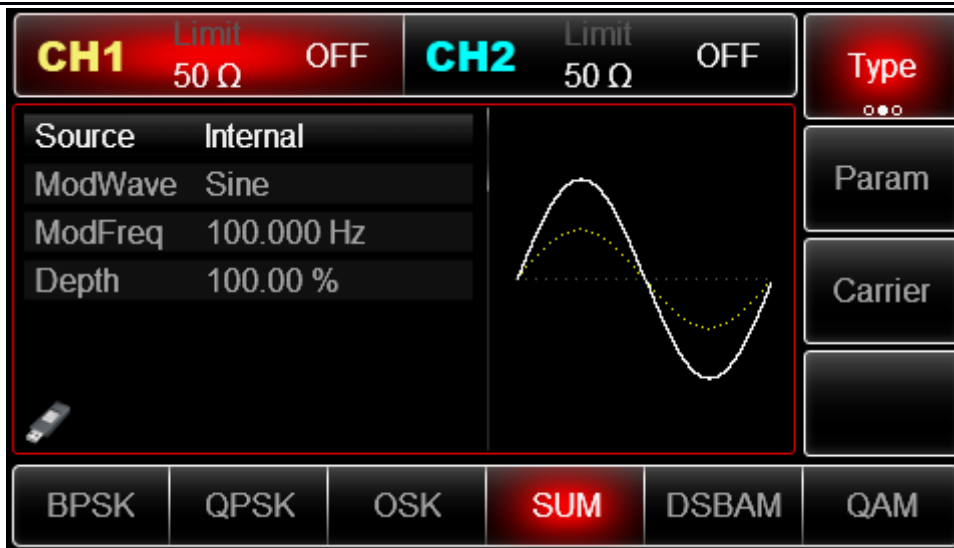 CH1 Limit 50 Ω OFF CH2 Limit 50 Ω OFF Type
Source Internal
ModWave Sine
ModFreq 100.000 Hz
Depth 100.00 %
Param
Carrier
BPSK QPSK OSK SUM DSBAM QAM